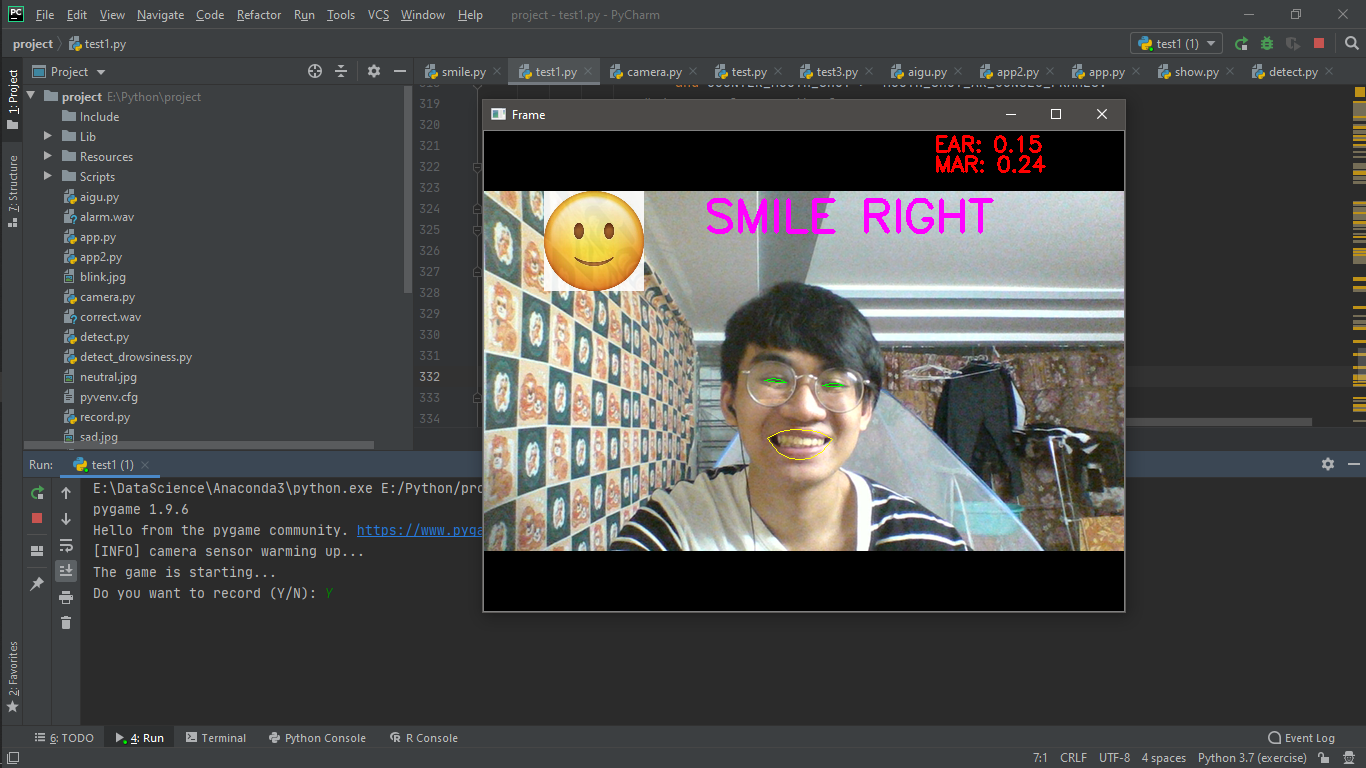 PC File Edit View Navigate Code Refactor Run Tools VCS Window Help project - test1.py - PyCharm
project test1.py test1 (1)
1: Project
Project
smile.py test1.py camera.py test.py test3.py aigu.py app2.py app.py show.py detect.py
project E:\Python\project
Include
Lib
Resources
Scripts
aigu.py
alarm.wav
app.py
app2.py
blink.jpg
camera.py
correct.wav
detect.py
detect_drowsiness.py
neutral.jpg
pyvenv.cfg
record.py
sad.jpg
7: Structure
319
320
321
322
323
324
325
326
327
328
329
330
331
332
333
334
Frame
EAR: 0.15
MAR: 0.24
SMILE RIGHT
Run: test1 (1)
E:\DataScience\Anaconda3\python.exe E:/Python/pro
pygame 1.9.6
Hello from the pygame community. https://www.pyga
[INFO] camera sensor warming up...
The game is starting...
Do you want to record (Y/N): Y
2: Favorites
6: TODO 4: Run Terminal Python Console R Console Event Log
7:1 CRLF UTF-8 4 spaces Python 3.7 (exercise)